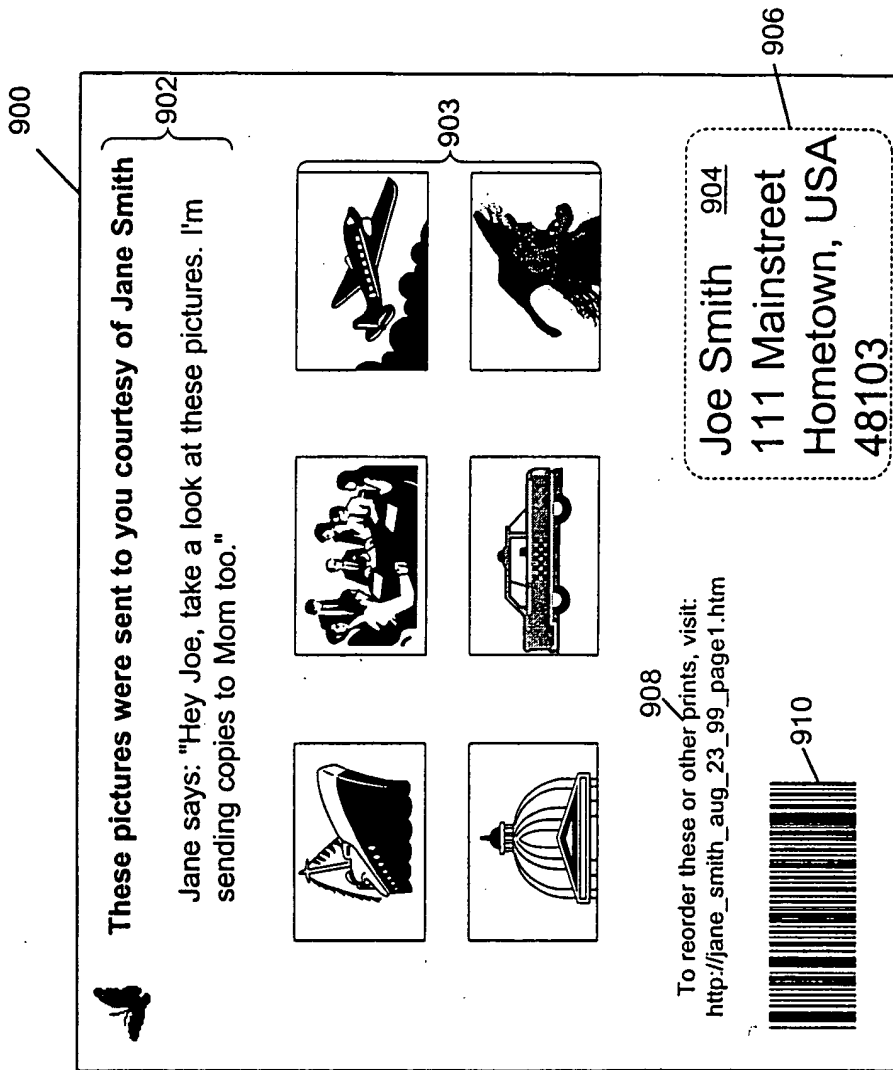 900
These pictures were sent to you courtesy of Jane Smith
902
Jane says: "Hey Joe, take a look at these pictures. I'm
sending copies to Mom too."
903
908
To reorder these or other prints, visit:
http://jane_smith_aug_23_99_page1.htm
910
Joe Smith 904
111 Mainstreet
Hometown, USA
48103
906